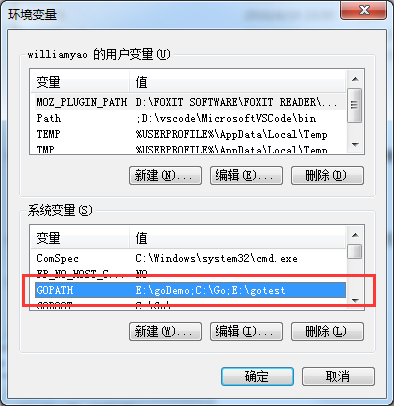 环境变量
williamyao 的用户变量(U)
变量 值
MOZ_PLUGIN_PATH D:\FOXIT SOFTWARE\FOXIT READER\...
Path ;D:\vscode\MicrosoftVSCode\bin
TEMP %USERPROFILE%\AppData\Local\Temp
TMP %USERPROFILE%\AppData\Local\Temp
新建(N)... 编辑(E)... 删除(D)
系统变量(S)
变量 值
ComSpec C:\Windows\system32\cmd.exe
FP_NO_HOST_C... NO
GOPATH E:\goDemo;C:\Go;E:\gotest
GOROOT C:\Go\
新建(W)... 编辑(I)... 删除(L)
确定 取消